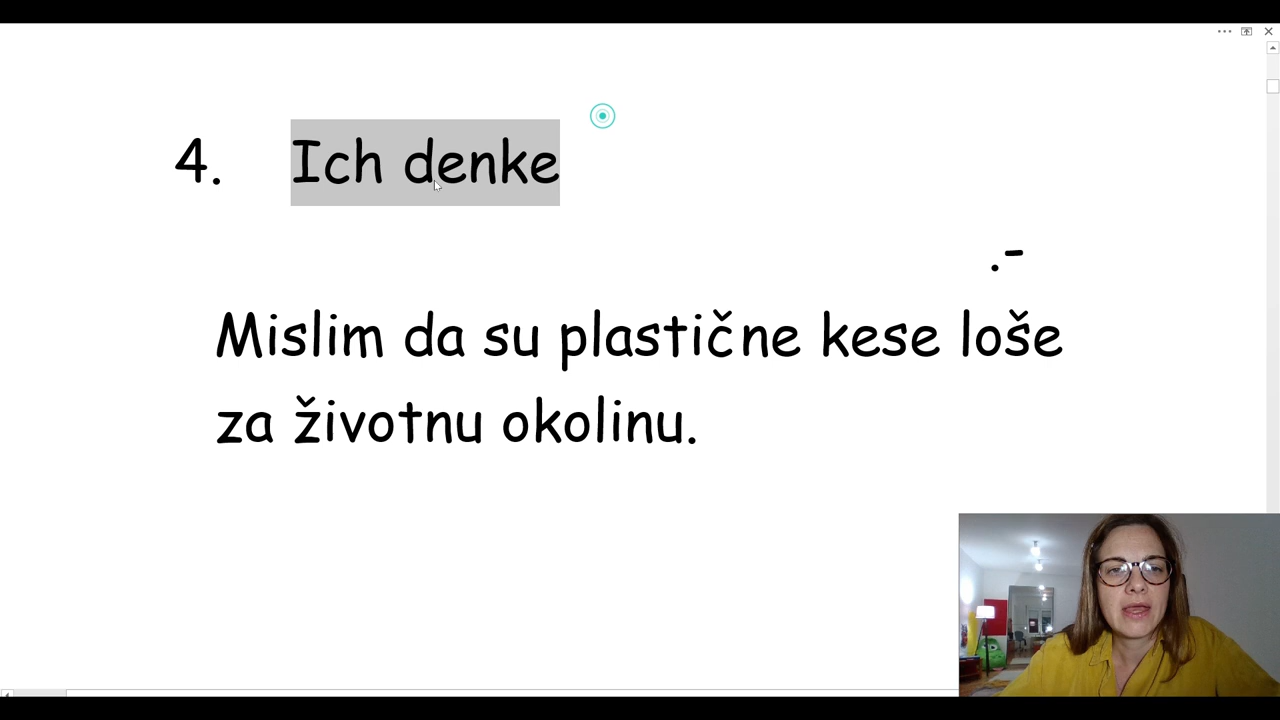 4. Ich denke
.-
Mislim da su plastične kese loše
za životnu okolinu.